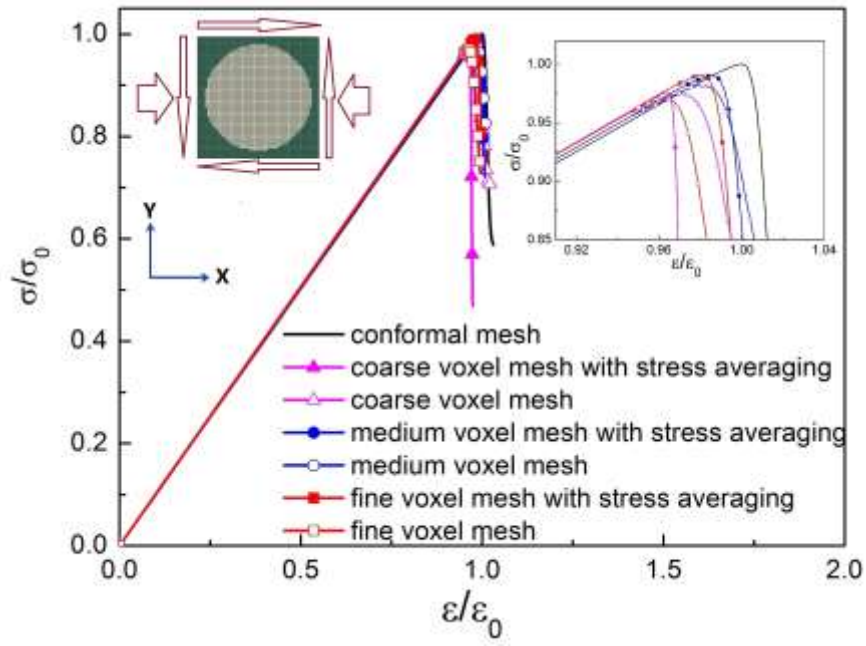 1.0
0.8
0.6
0.4
0.2
0.0
σ/σ₀
Y
X
1.00
0.95
0.90
0.85
σ/σ₀
0.92
0.96
1.00
1.04
ε/ε₀
conformal mesh
coarse voxel mesh with stress averaging
coarse voxel mesh
medium voxel mesh with stress averaging
medium voxel mesh
fine voxel mesh with stress averaging
fine voxel mesh
0.0
0.5
1.0
1.5
2.0
ε/ε₀